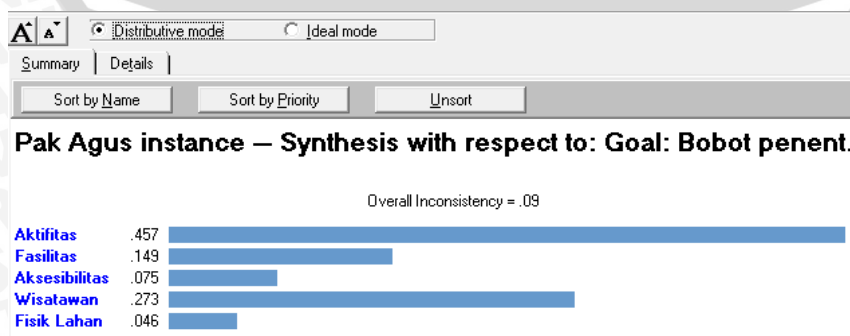 A A
Distributive mode Ideal mode
Summary Details
Sort by Name Sort by Priority Unsort
Pak Agus instance — Synthesis with respect to: Goal: Bobot penent.
Overall Inconsistency = .09
Aktifitas .457
Fasilitas .149
Aksesibilitas .075
Wisatawan .273
Fisik Lahan .046